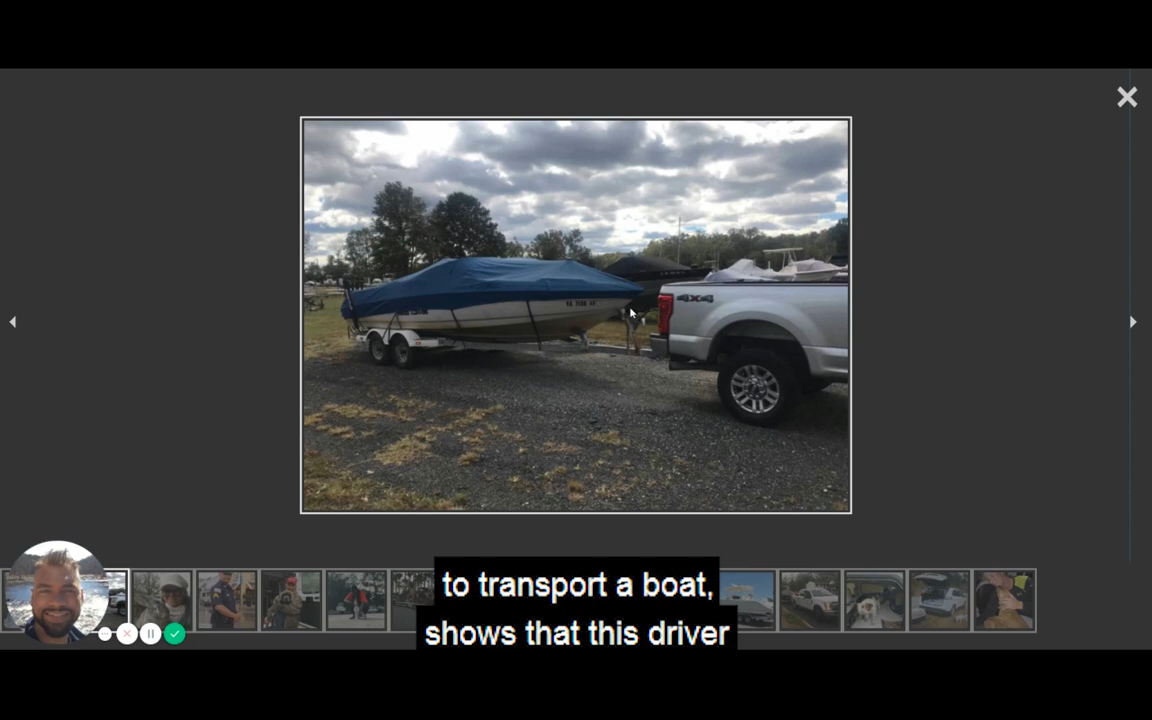 4x4
to transport a boat,
shows that this driver